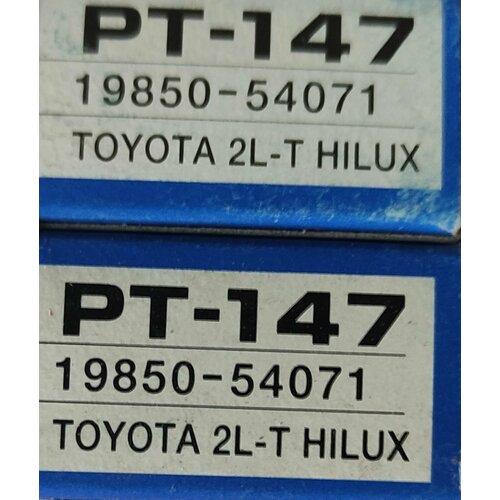 PT-147
19850-54071
TOYOTA 2L-T HILUX
PT-147
19850-54071
TOYOTA 2L-T HILUX